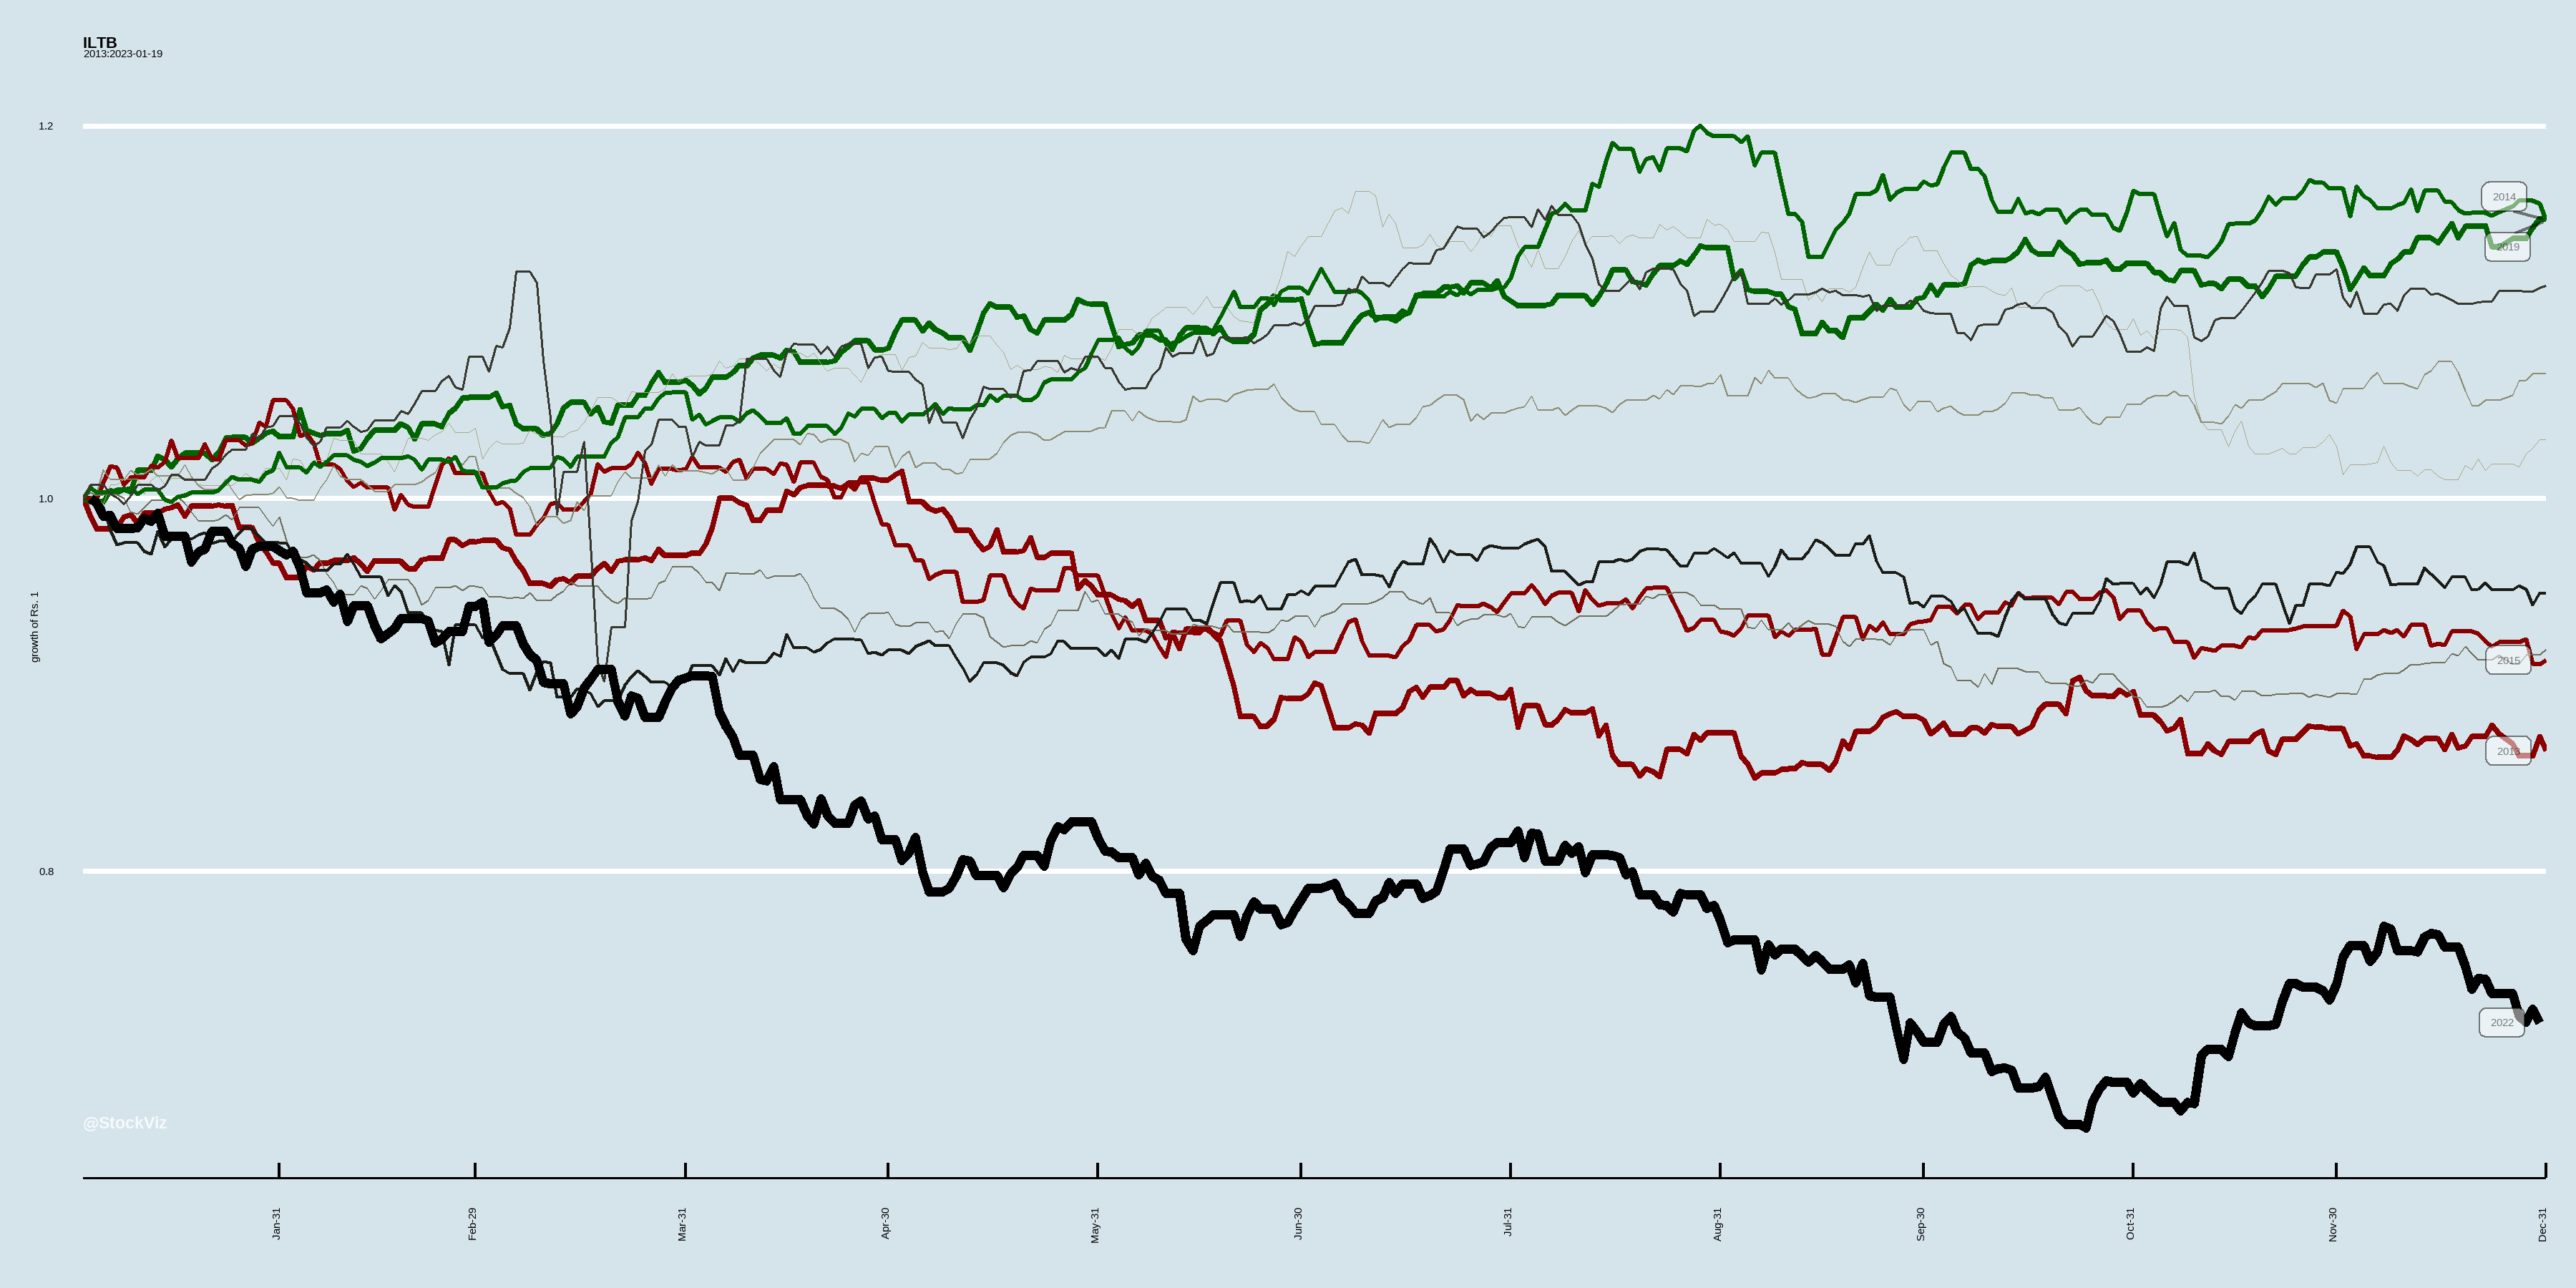 ILTB
2013:2023-01-19
1.2
1.0
0.8
growth of Rs. 1
2014
2019
2015
2013
2022
@StockViz
Jan-31
Feb-29
Mar-31
Apr-30
May-31
Jun-30
Jul-31
Aug-31
Sep-30
Oct-31
Nov-30
Dec-31